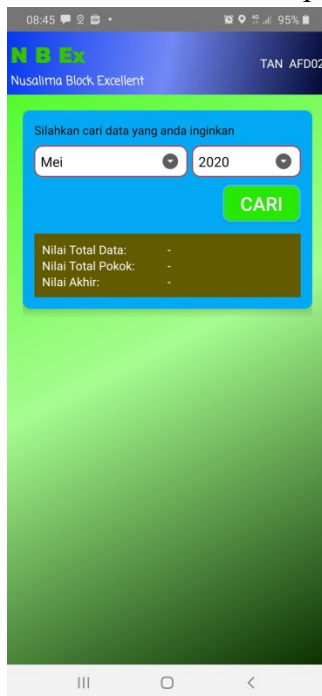 08:45
95%
N B Ex
Nusalima Block Excellent
TAN AFD02
Silahkan cari data yang anda inginkan
Mei
2020
CARI
Nilai Total Data: -
Nilai Total Pokok: -
Nilai Akhir: -